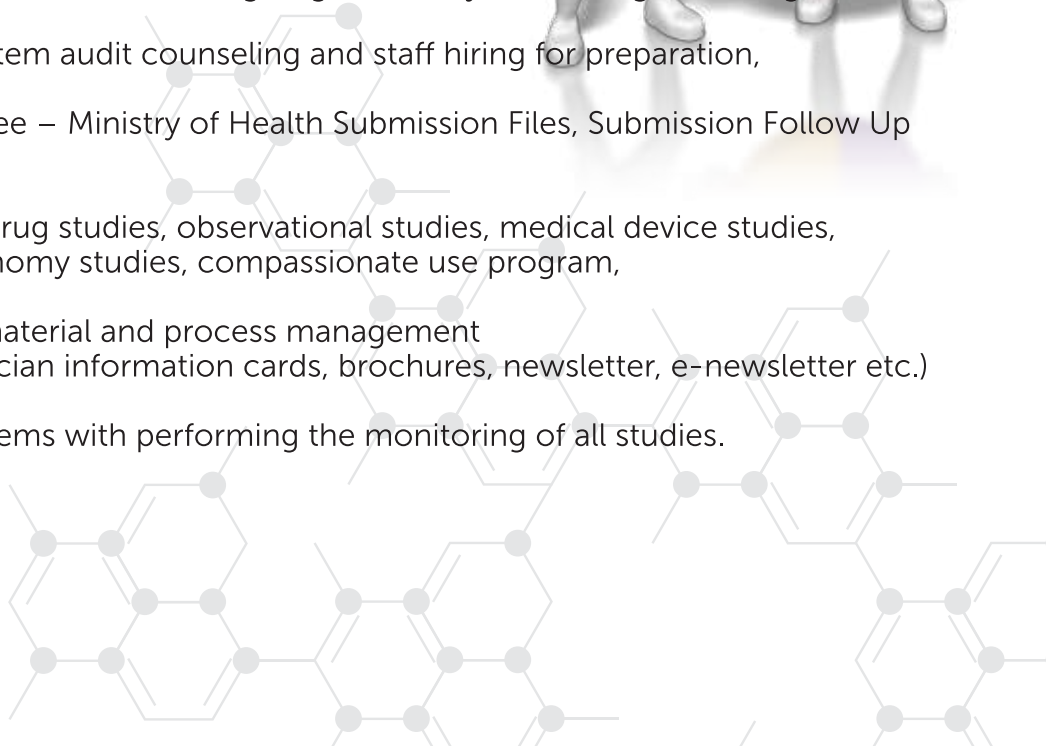 tem audit counseling and staff hiring for preparation,
ee – Ministry of Health Submission Files, Submission Follow Up
rug studies, observational studies, medical device studies,
nomy studies, compassionate use program,
naterial and process management
cian information cards, brochures, newsletter, e-newsletter etc.)
ems with performing the monitoring of all studies.